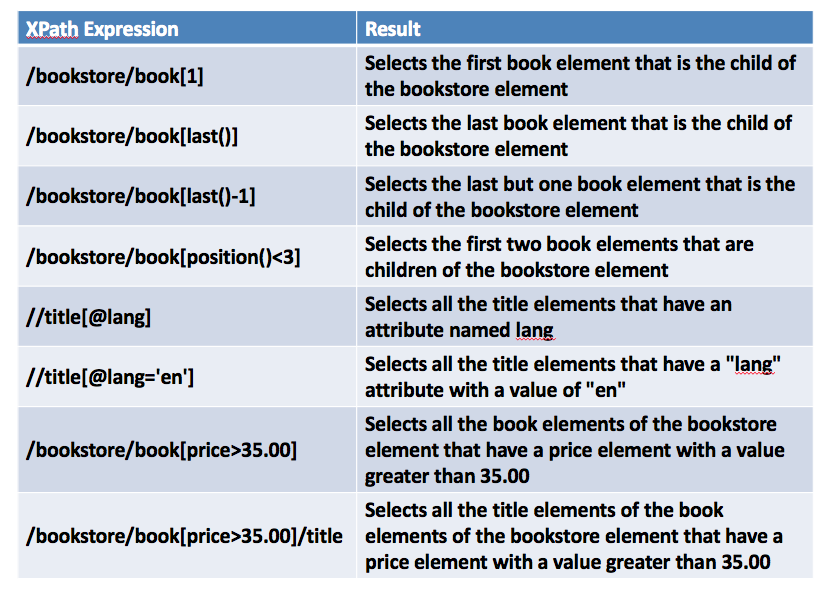 XPath Expression
Result
/bookstore/book[1]
Selects the first book element that is the child of
the bookstore element
/bookstore/book[last()]
Selects the last book element that is the child of
the bookstore element
/bookstore/book[last()-1]
Selects the last but one book element that is the
child of the bookstore element
/bookstore/book[position()<3]
Selects the first two book elements that are
children of the bookstore element
//title[@lang]
Selects all the title elements that have an
attribute named lang
//title[@lang='en']
Selects all the title elements that have a "lang"
attribute with a value of "en"
/bookstore/book[price>35.00]
Selects all the book elements of the bookstore
element that have a price element with a value
greater than 35.00
/bookstore/book[price>35.00]/title
Selects all the title elements of the book
elements of the bookstore element that have a
price element with a value greater than 35.00